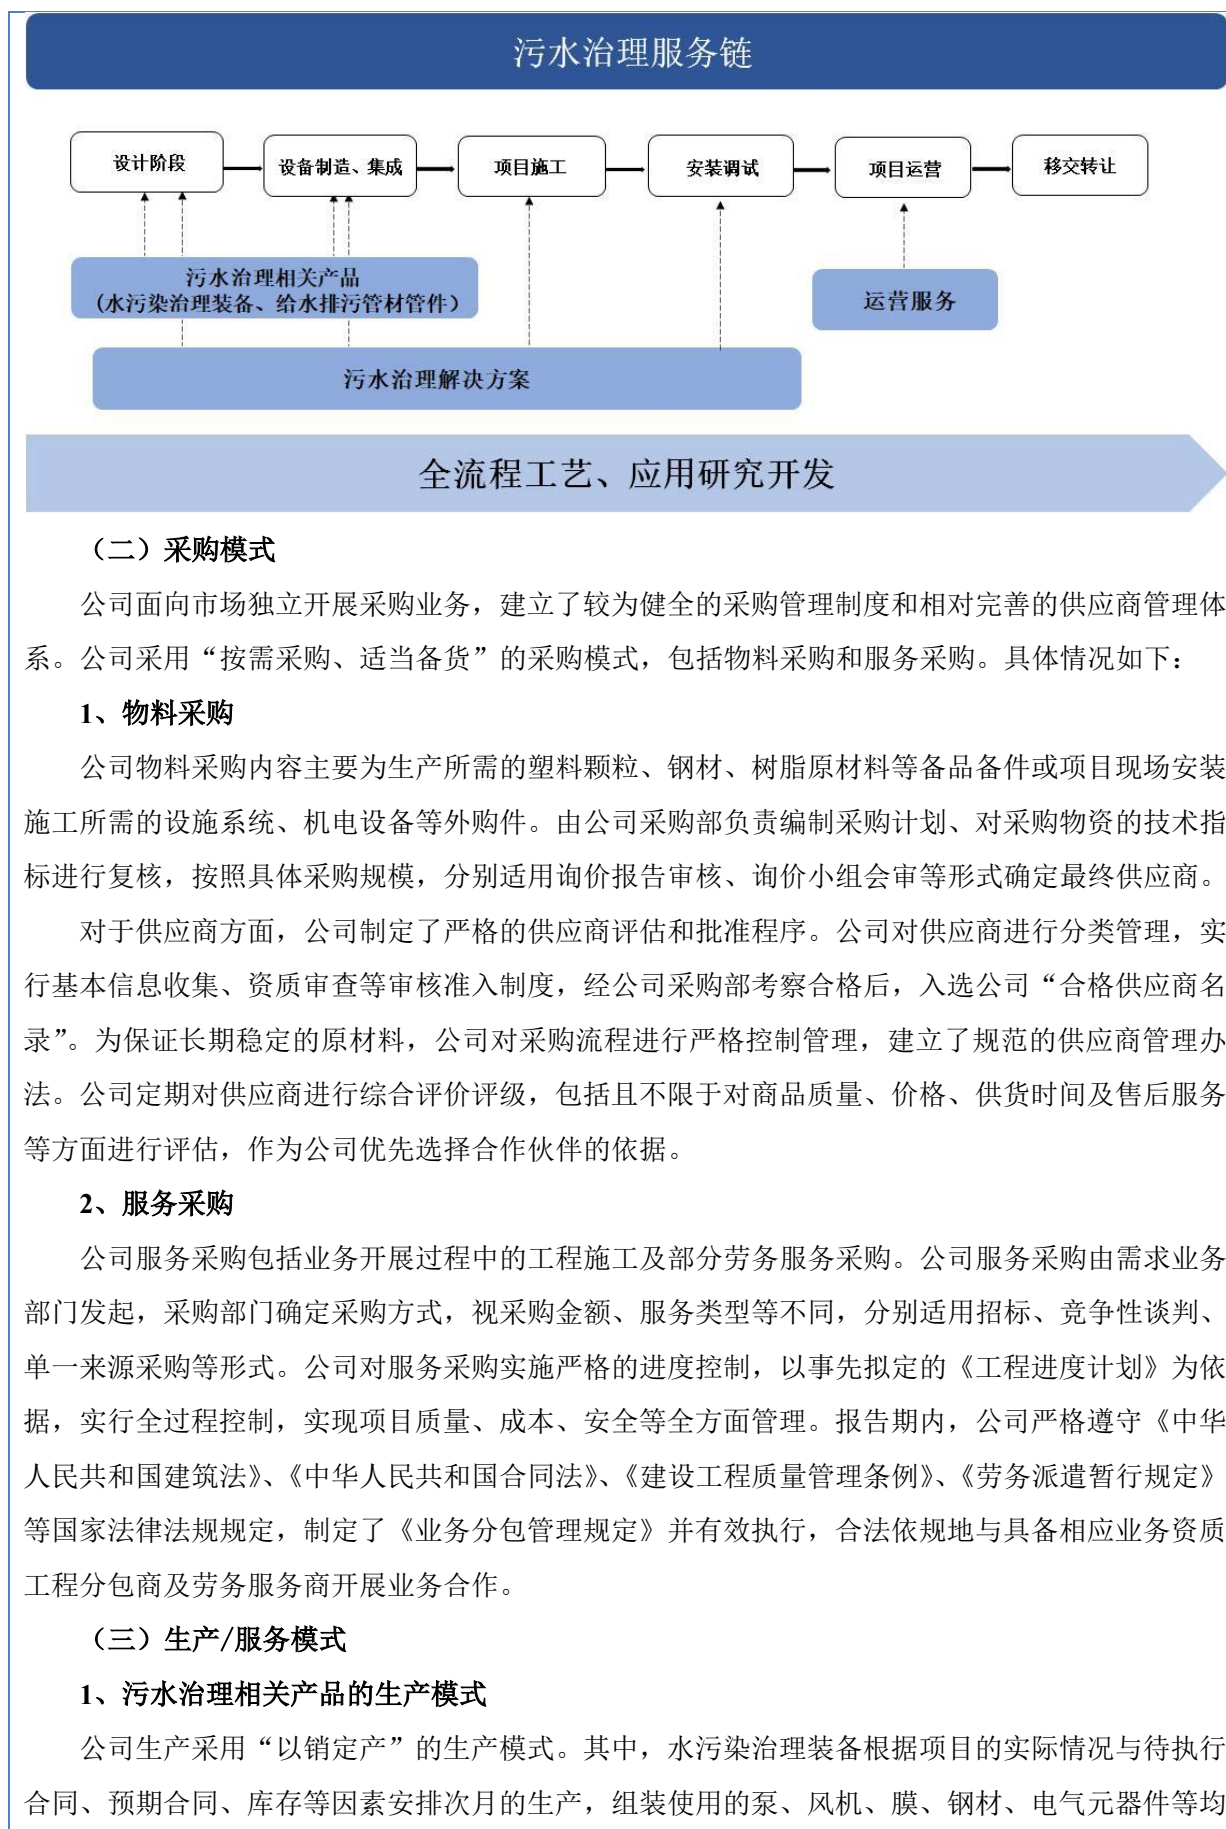 污水治理服务链
设计阶段
设备制造、集成
项目施工
安装调试
项目运营
移交转让
污水治理相关产品
(水污染治理装备、给水排污管材管件)
运营服务
污水治理解决方案
全流程工艺、应用研究开发
（二）采购模式
公司面向市场独立开展采购业务，建立了较为健全的采购管理制度和相对完善的供应商管理体
系。公司采用“按需采购、适当备货”的采购模式，包括物料采购和服务采购。具体情况如下：
1、物料采购
公司物料采购内容主要为生产所需的塑料颗粒、钢材、树脂原材料等备品备件或项目现场安装
施工所需的设施系统、机电设备等外购件。由公司采购部负责编制采购计划、对采购物资的技术指
标进行复核，按照具体采购规模，分别适用询价报告审核、询价小组会审等形式确定最终供应商。
对于供应商方面，公司制定了严格的供应商评估和批准程序。公司对供应商进行分类管理，实
行基本信息收集、资质审查等审核准入制度，经公司采购部考察合格后，入选公司“合格供应商名
录”。为保证长期稳定的原材料，公司对采购流程进行严格控制管理，建立了规范的供应商管理办
法。公司定期对供应商进行综合评价评级，包括且不限于对商品质量、价格、供货时间及售后服务
等方面进行评估，作为公司优先选择合作伙伴的依据。
2、服务采购
公司服务采购包括业务开展过程中的工程施工及部分劳务服务采购。公司服务采购由需求业务
部门发起，采购部门确定采购方式，视采购金额、服务类型等不同，分别适用招标、竞争性谈判、
单一来源采购等形式。公司对服务采购实施严格的进度控制，以事先拟定的《工程进度计划》为依
据，实行全过程控制，实现项目质量、成本、安全等全方面管理。报告期内，公司严格遵守《中华
人民共和国建筑法》、《中华人民共和国合同法》、《建设工程质量管理条例》、《劳务派遣暂行规定》
等国家法律法规规定，制定了《业务分包管理规定》并有效执行，合法依规地与具备相应业务资质
工程分包商及劳务服务商开展业务合作。
（三）生产/服务模式
1、污水治理相关产品的生产模式
公司生产采用“以销定产”的生产模式。其中，水污染治理装备根据项目的实际情况与待执行
合同、预期合同、库存等因素安排次月的生产，组装使用的泵、风机、膜、钢材、电气元器件等均